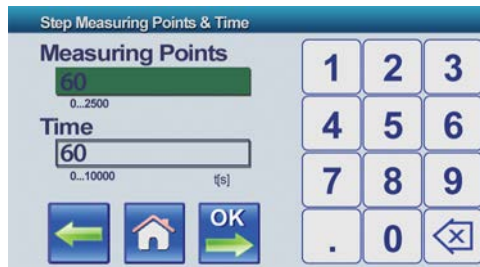 Step Measuring Points & Time
Measuring Points
60
0...2500
Time
60
0...10000 t[s]
OK
1 2 3
4 5 6
7 8 9
. 0